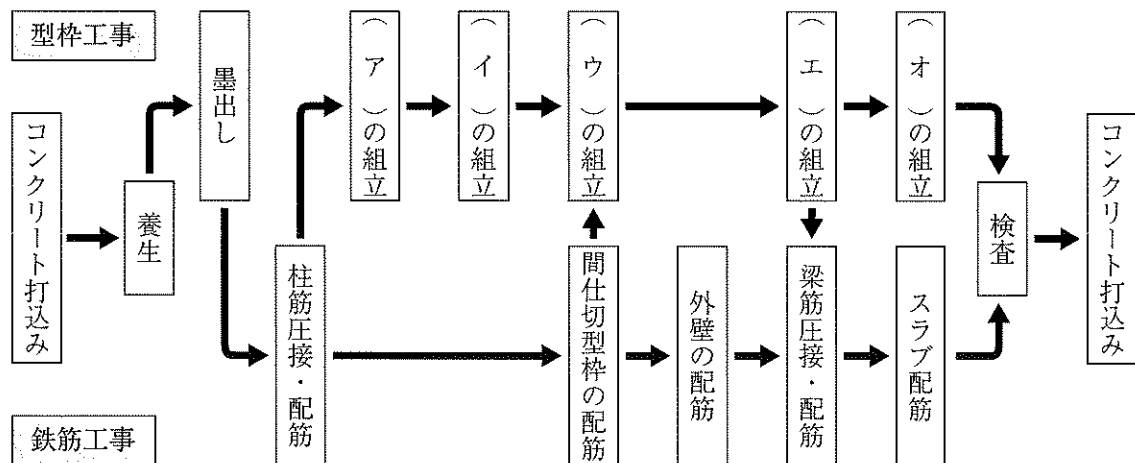 型枠工事
コンクリート打込み
養生
墨出し
（ア）の組立
（イ）の組立
（ウ）の組立
（エ）の組立
（オ）の組立
柱筋圧接・配筋
間仕切型枠の配筋
外壁の配筋
梁筋圧接・配筋
スラブ配筋
検査
コンクリート打込み
鉄筋工事